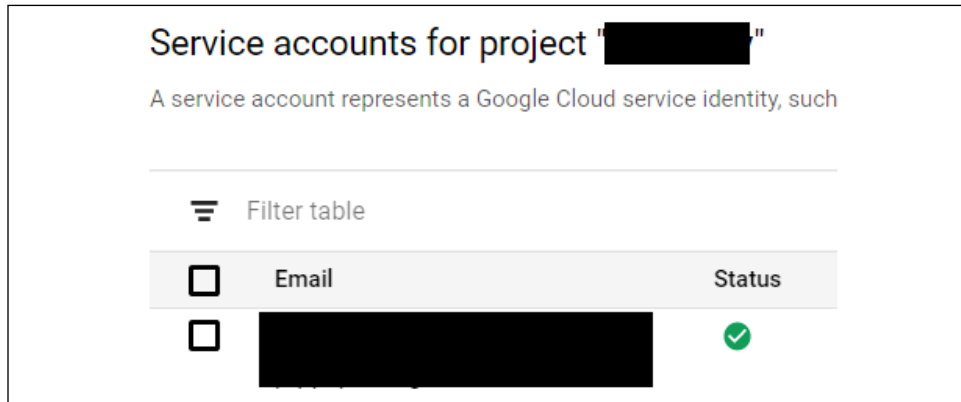 Service accounts for project "
"
A service account represents a Google Cloud service identity, such
Filter table
Email Status